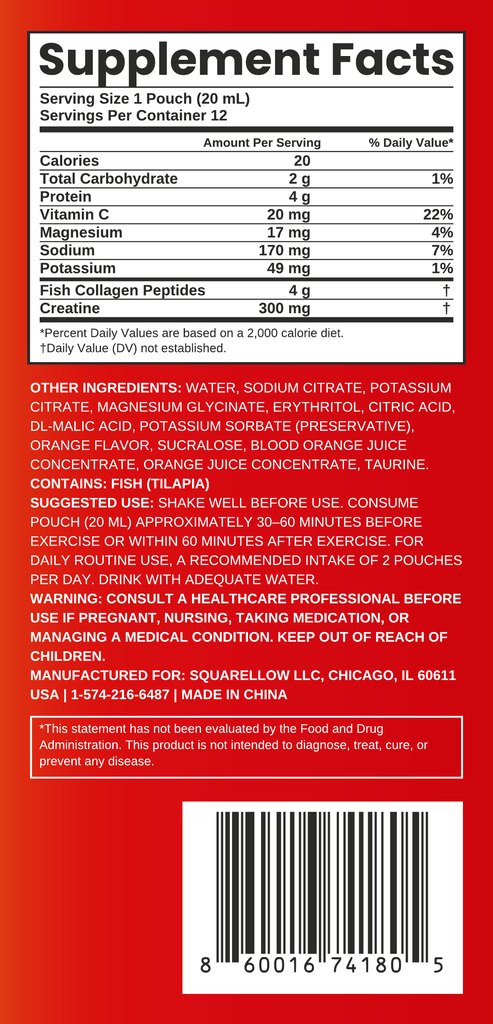 Supplement Facts
Serving Size 1 Pouch (20 mL)
Servings Per Container 12
Amount Per Serving % Daily Value*
Calories 20
Total Carbohydrate 2 g 1%
Protein 4 g
Vitamin C 20 mg 22%
Magnesium 17 mg 4%
Sodium 170 mg 7%
Potassium 49 mg 1%
Fish Collagen Peptides 4 g †
Creatine 300 mg †
*Percent Daily Values are based on a 2,000 calorie diet.
†Daily Value (DV) not established.
OTHER INGREDIENTS: WATER, SODIUM CITRATE, POTASSIUM
CITRATE, MAGNESIUM GLYCINATE, ERYTHRITOL, CITRIC ACID,
DL-MALIC ACID, POTASSIUM SORBATE (PRESERVATIVE),
ORANGE FLAVOR, SUCRALOSE, BLOOD ORANGE JUICE
CONCENTRATE, ORANGE JUICE CONCENTRATE, TAURINE.
CONTAINS: FISH (TILAPIA)
SUGGESTED USE: SHAKE WELL BEFORE USE. CONSUME
POUCH (20 ML) APPROXIMATELY 30–60 MINUTES BEFORE
EXERCISE OR WITHIN 60 MINUTES AFTER EXERCISE. FOR
DAILY ROUTINE USE, A RECOMMENDED INTAKE OF 2 POUCHES
PER DAY. DRINK WITH ADEQUATE WATER.
WARNING: CONSULT A HEALTHCARE PROFESSIONAL BEFORE
USE IF PREGNANT, NURSING, TAKING MEDICATION, OR
MANAGING A MEDICAL CONDITION. KEEP OUT OF REACH OF
CHILDREN.
MANUFACTURED FOR: SQUARELLOW LLC, CHICAGO, IL 60611
USA | 1-574-216-6487 | MADE IN CHINA
*This statement has not been evaluated by the Food and Drug
Administration. This product is not intended to diagnose, treat, cure, or
prevent any disease.
8 60016 74180 5